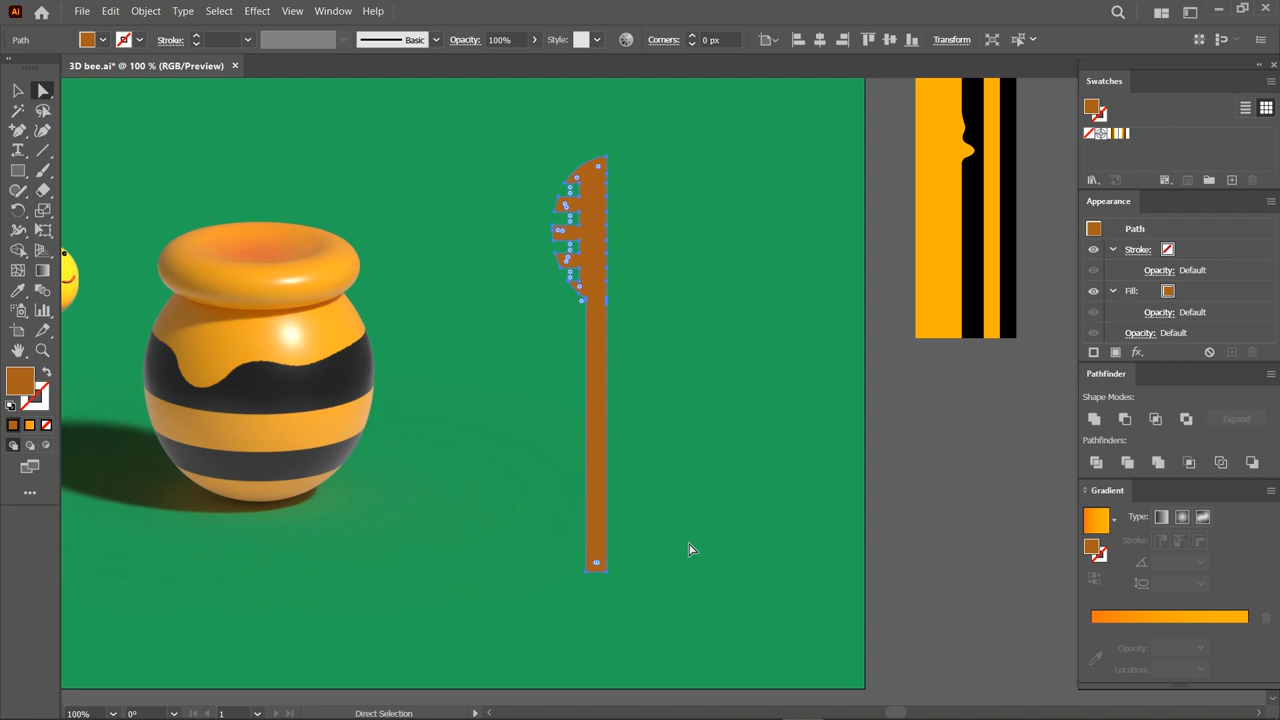 Ai File Edit Object Type Select Effect View Window Help
Path Stroke: Basic Opacity: 100% Style: Corners: 0 px Transform
3D bee.ai* @ 100 % (RGB/Preview) ×
Swatches
Appearance
Path
Stroke:
Opacity: Default
Fill:
Opacity: Default
Opacity: Default
fx.
Pathfinder
Shape Modes:
Expand
Pathfinders:
Gradient
Type:
Stroke:
Opacity:
Location:
100% 0° 1 Direct Selection